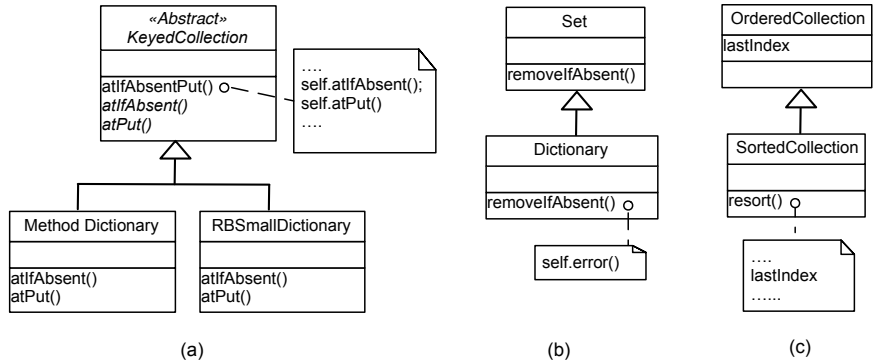 «Abstract»
KeyedCollection
atIfAbsentPut()
atIfAbsent()
atPut()
….
self.atIfAbsent();
self.atPut()
….
Method Dictionary
atIfAbsent()
atPut()
RBSmallDictionary
atIfAbsent()
atPut()
(a)
Set
removeIfAbsent()
Dictionary
removeIfAbsent()
self.error()
(b)
OrderedCollection
lastIndex
SortedCollection
resort()
….
lastIndex
…...
(c)